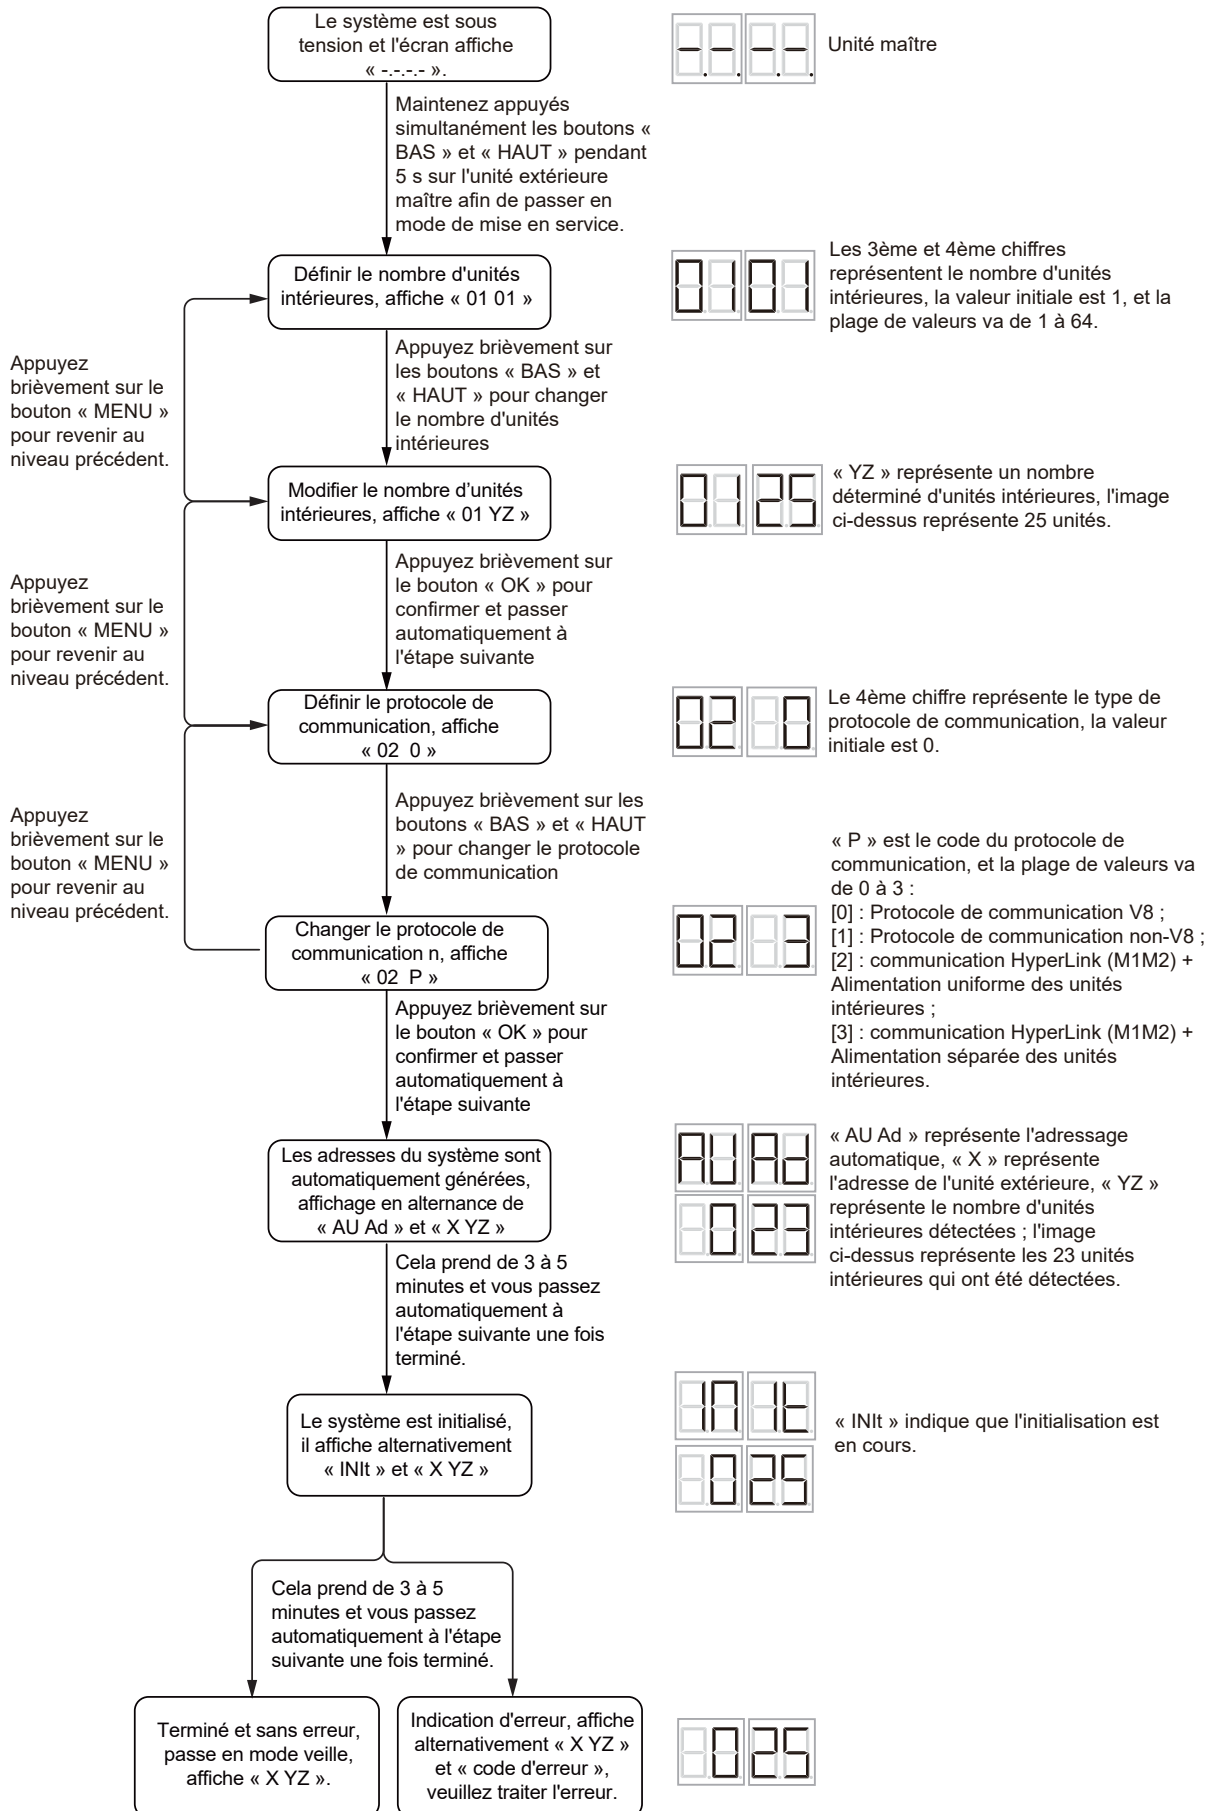 Le système est sous
tension et l'écran affiche
« -.-.-.- ».
-.-.-.-.
Unité maître
Maintenez appuyés
simultanément les boutons «
BAS » et « HAUT » pendant
5 s sur l'unité extérieure
maître afin de passer en
mode de mise en service.
Définir le nombre d'unités
intérieures, affiche « 01 01 »
0101
Les 3ème et 4ème chiffres
représentent le nombre d'unités
intérieures, la valeur initiale est 1, et la
plage de valeurs va de 1 à 64.
Appuyez
brièvement sur le
bouton « MENU »
pour revenir au
niveau précédent.
Appuyez brièvement sur
les boutons « BAS » et
« HAUT » pour changer
le nombre d'unités
intérieures
Modifier le nombre d’unités
intérieures, affiche « 01 YZ »
0125
« YZ » représente un nombre
déterminé d'unités intérieures, l'image
ci-dessus représente 25 unités.
Appuyez
brièvement sur le
bouton « MENU »
pour revenir au
niveau précédent.
Appuyez brièvement sur
le bouton « OK » pour
confirmer et passer
automatiquement à
l'étape suivante
Définir le protocole de
communication, affiche
« 02  0 »
02 0
Le 4ème chiffre représente le type de
protocole de communication, la valeur
initiale est 0.
Appuyez
brièvement sur le
bouton « MENU »
pour revenir au
niveau précédent.
Appuyez brièvement sur les
boutons « BAS » et « HAUT
» pour changer le protocole
de communication
Changer le protocole de
communication n, affiche
« 02  P »
02 3
« P » est le code du protocole de
communication, et la plage de valeurs va
de 0 à 3 :
[0] : Protocole de communication V8 ;
[1] : Protocole de communication non-V8 ;
[2] : communication HyperLink (M1M2) +
Alimentation uniforme des unités
intérieures ;
[3] : communication HyperLink (M1M2) +
Alimentation séparée des unités
intérieures.
Appuyez brièvement sur
le bouton « OK » pour
confirmer et passer
automatiquement à
l'étape suivante
Les adresses du système sont
automatiquement générées,
affichage en alternance de
« AU Ad » et « X YZ »
AU Ad
023
« AU Ad » représente l'adressage
automatique, « X » représente
l'adresse de l'unité extérieure, « YZ »
représente le nombre d'unités
intérieures détectées ; l'image
ci-dessus représente les 23 unités
intérieures qui ont été détectées.
Cela prend de 3 à 5
minutes et vous passez
automatiquement à
l'étape suivante une fois
terminé.
Le système est initialisé,
il affiche alternativement
« INIt » et « X YZ »
INIt
025
« INIt » indique que l'initialisation est
en cours.
Cela prend de 3 à 5
minutes et vous passez
automatiquement à l'étape
suivante une fois terminé.
Terminé et sans erreur,
passe en mode veille,
affiche « X YZ ».
Indication d'erreur, affiche
alternativement « X YZ »
et « code d'erreur »,
veuillez traiter l'erreur.
025